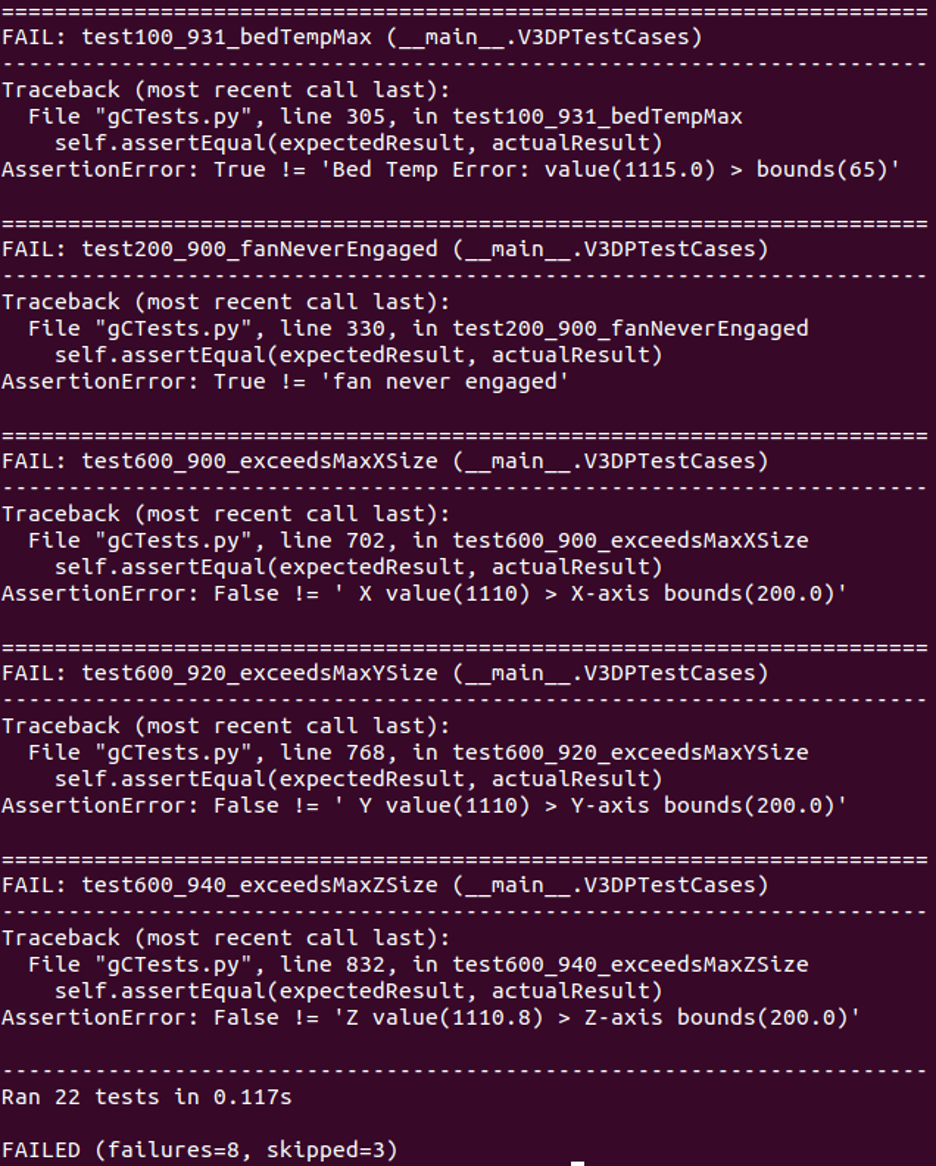 ======================================================================
FAIL: test100_931_bedTempMax (__main__.V3DPTestCases)
----------------------------------------------------------------------
Traceback (most recent call last):
  File "gCTests.py", line 305, in test100_931_bedTempMax
    self.assertEqual(expectedResult, actualResult)
AssertionError: True != 'Bed Temp Error: value(1115.0) > bounds(65)'

======================================================================
FAIL: test200_900_fanNeverEngaged (__main__.V3DPTestCases)
----------------------------------------------------------------------
Traceback (most recent call last):
  File "gCTests.py", line 330, in test200_900_fanNeverEngaged
    self.assertEqual(expectedResult, actualResult)
AssertionError: True != 'fan never engaged'

======================================================================
FAIL: test600_900_exceedsMaxXSize (__main__.V3DPTestCases)
----------------------------------------------------------------------
Traceback (most recent call last):
  File "gCTests.py", line 702, in test600_900_exceedsMaxXSize
    self.assertEqual(expectedResult, actualResult)
AssertionError: False != ' X value(1110) > X-axis bounds(200.0)'

======================================================================
FAIL: test600_920_exceedsMaxYSize (__main__.V3DPTestCases)
----------------------------------------------------------------------
Traceback (most recent call last):
  File "gCTests.py", line 768, in test600_920_exceedsMaxYSize
    self.assertEqual(expectedResult, actualResult)
AssertionError: False != ' Y value(1110) > Y-axis bounds(200.0)'

======================================================================
FAIL: test600_940_exceedsMaxZSize (__main__.V3DPTestCases)
----------------------------------------------------------------------
Traceback (most recent call last):
  File "gCTests.py", line 832, in test600_940_exceedsMaxZSize
    self.assertEqual(expectedResult, actualResult)
AssertionError: False != 'Z value(1110.8) > Z-axis bounds(200.0)'

----------------------------------------------------------------------
Ran 22 tests in 0.117s

FAILED (failures=8, skipped=3)